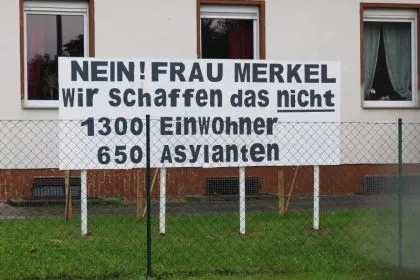 NEIN! FRAU MERKEL
Wir schaffen das nicht
1300 Einwohner
650 Asylanten